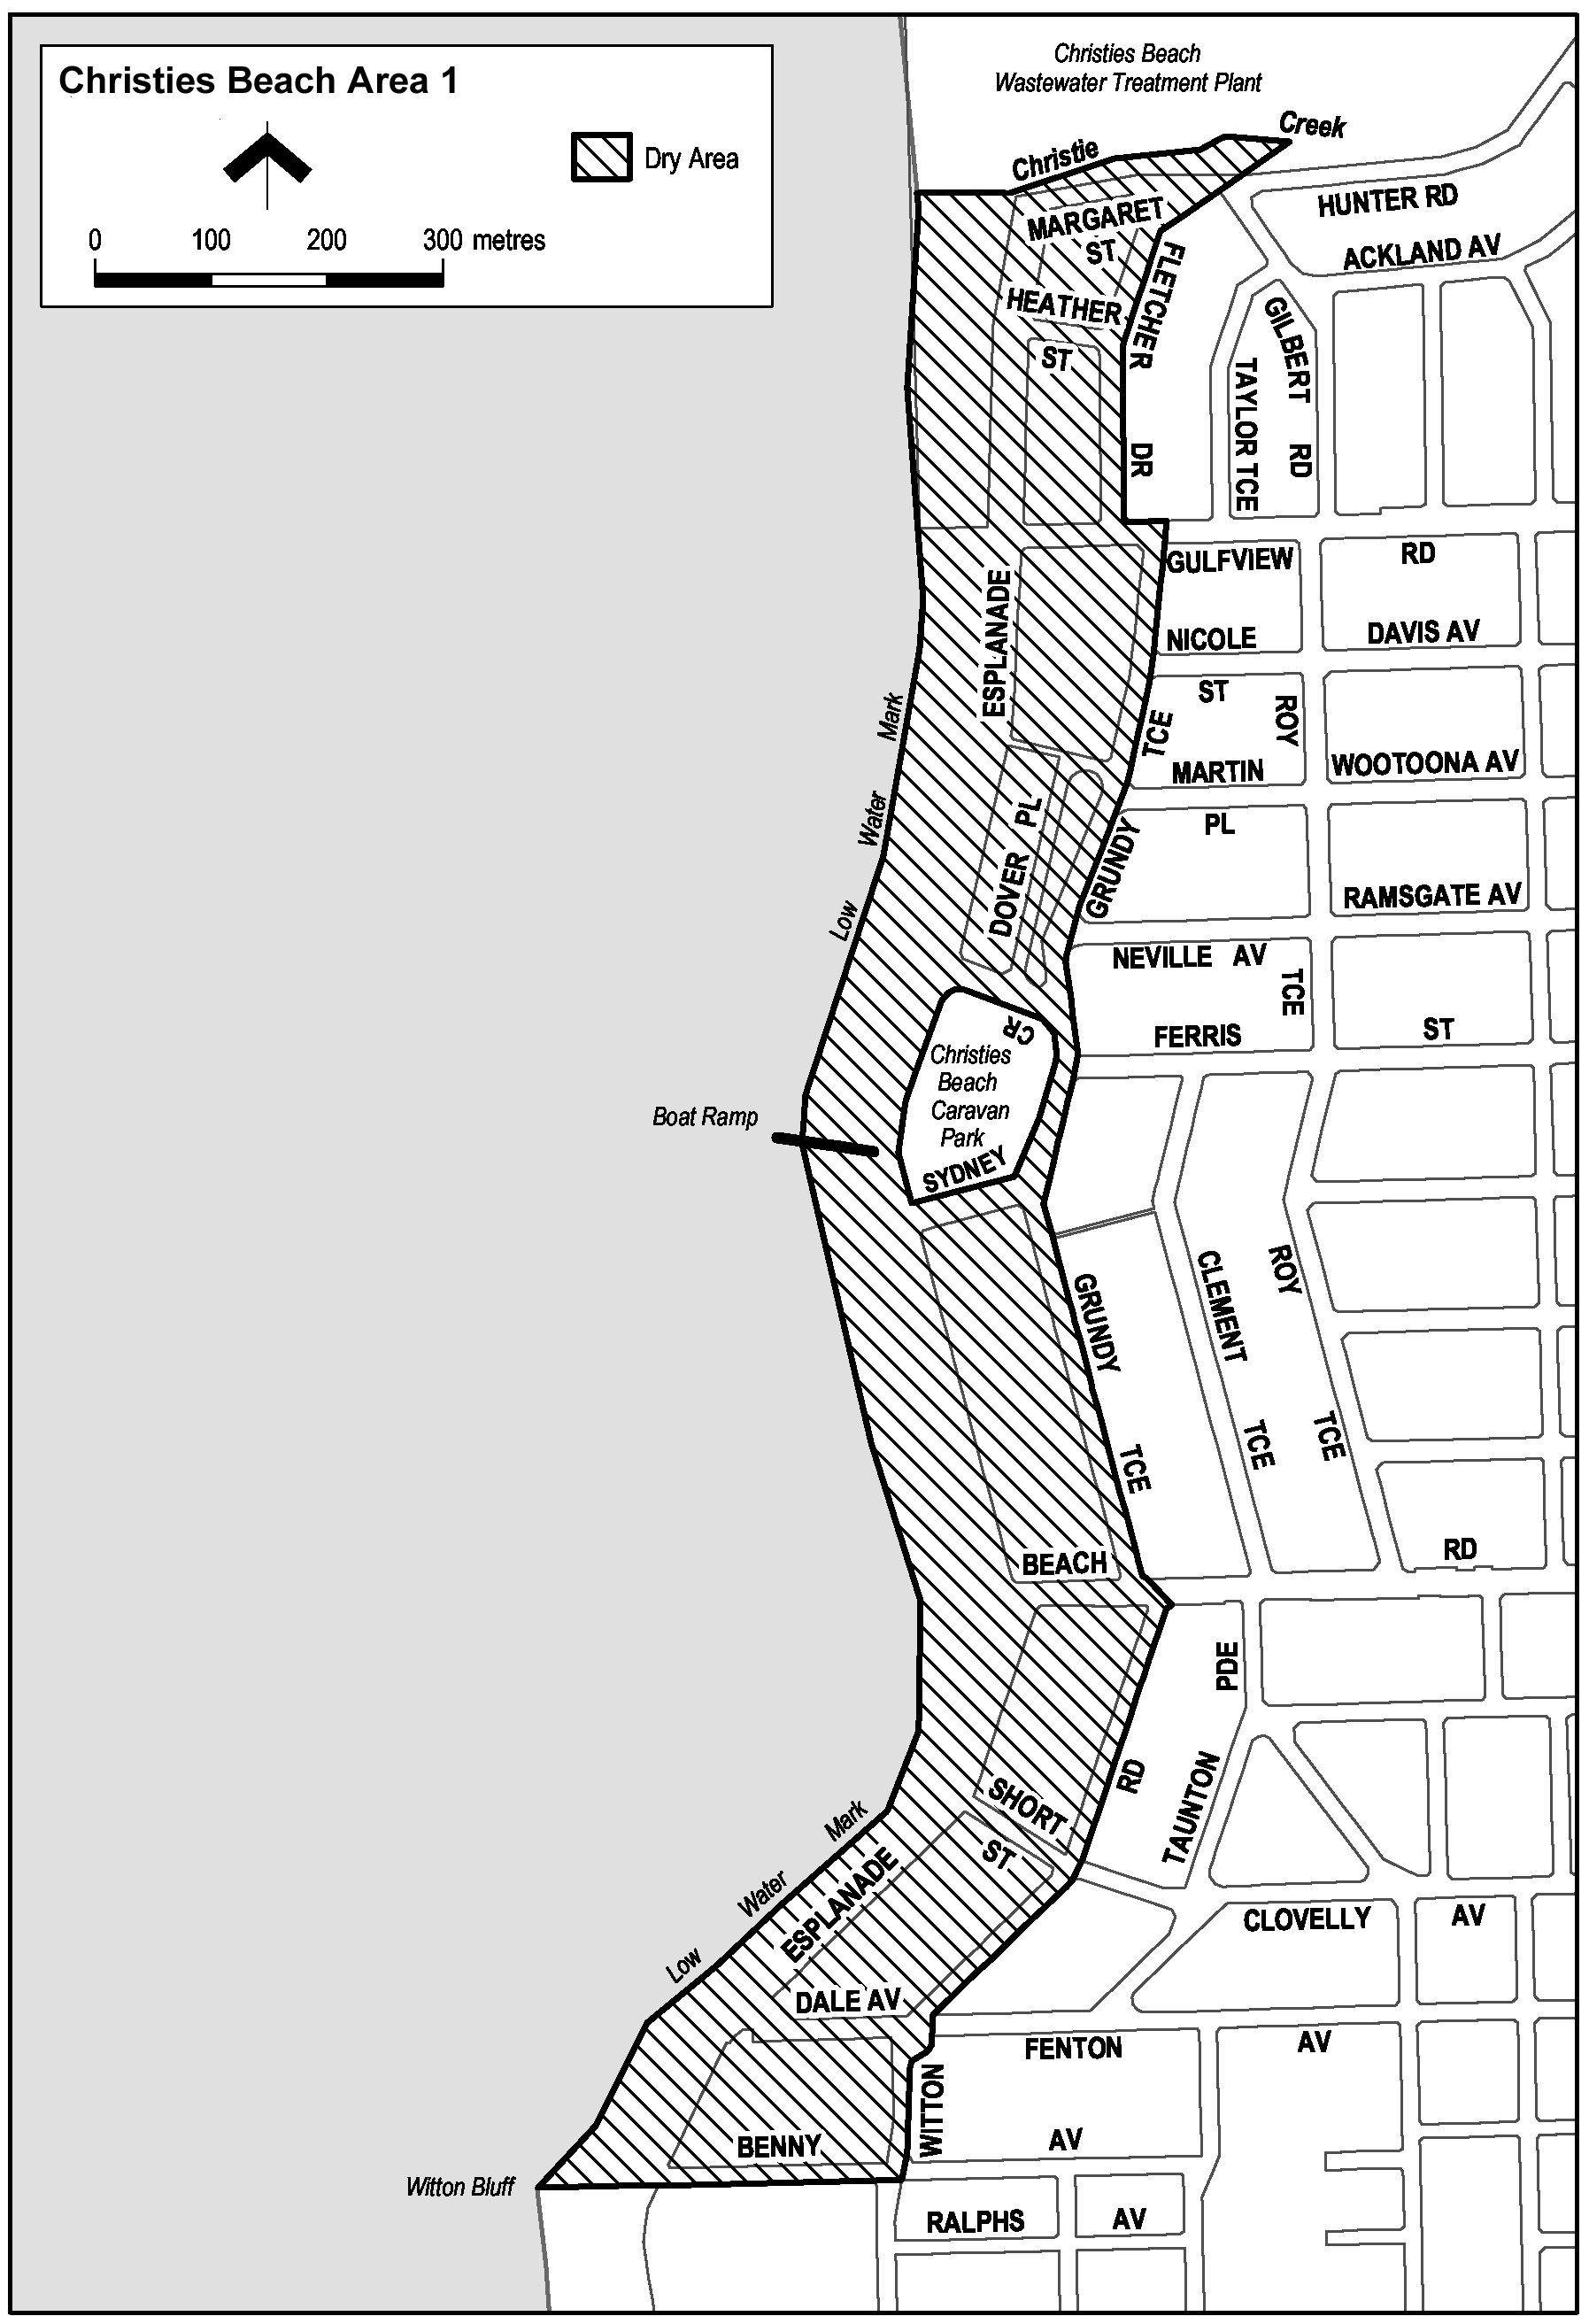 Christies Beach Area 1
Dry Area
0 100 200 300 metres
Christies Beach
Wastewater Treatment Plant
Christie
Creek
MARGARET
ST
HUNTER RD
ACKLAND AV
HEATHER
ST
FLETCHER
DR
GILBERT
RD
TAYLOR TCE
GULFVIEW
RD
ESPLANADE
NICOLE
DAVIS AV
ST
ROY
TCE
Mark
MARTIN
WOOTOONA AV
Water
DOVER PL
GRUNDY
PL
RAMSGATE AV
Low
NEVILLE AV
TCE
CR
FERRIS
ST
Christies
Beach
Caravan
Park
Boat Ramp
SYDNEY
GRUNDY
TCE
CLEMENT
TCE
ROY
TCE
BEACH
RD
PDE
SHORT
ST
RD
TAUNTON
Mark
Water
Low
ESPLANADE
CLOVELLY
AV
DALE AV
FENTON
AV
WITTON
BENNY
AV
Witton Bluff
RALPHS
AV